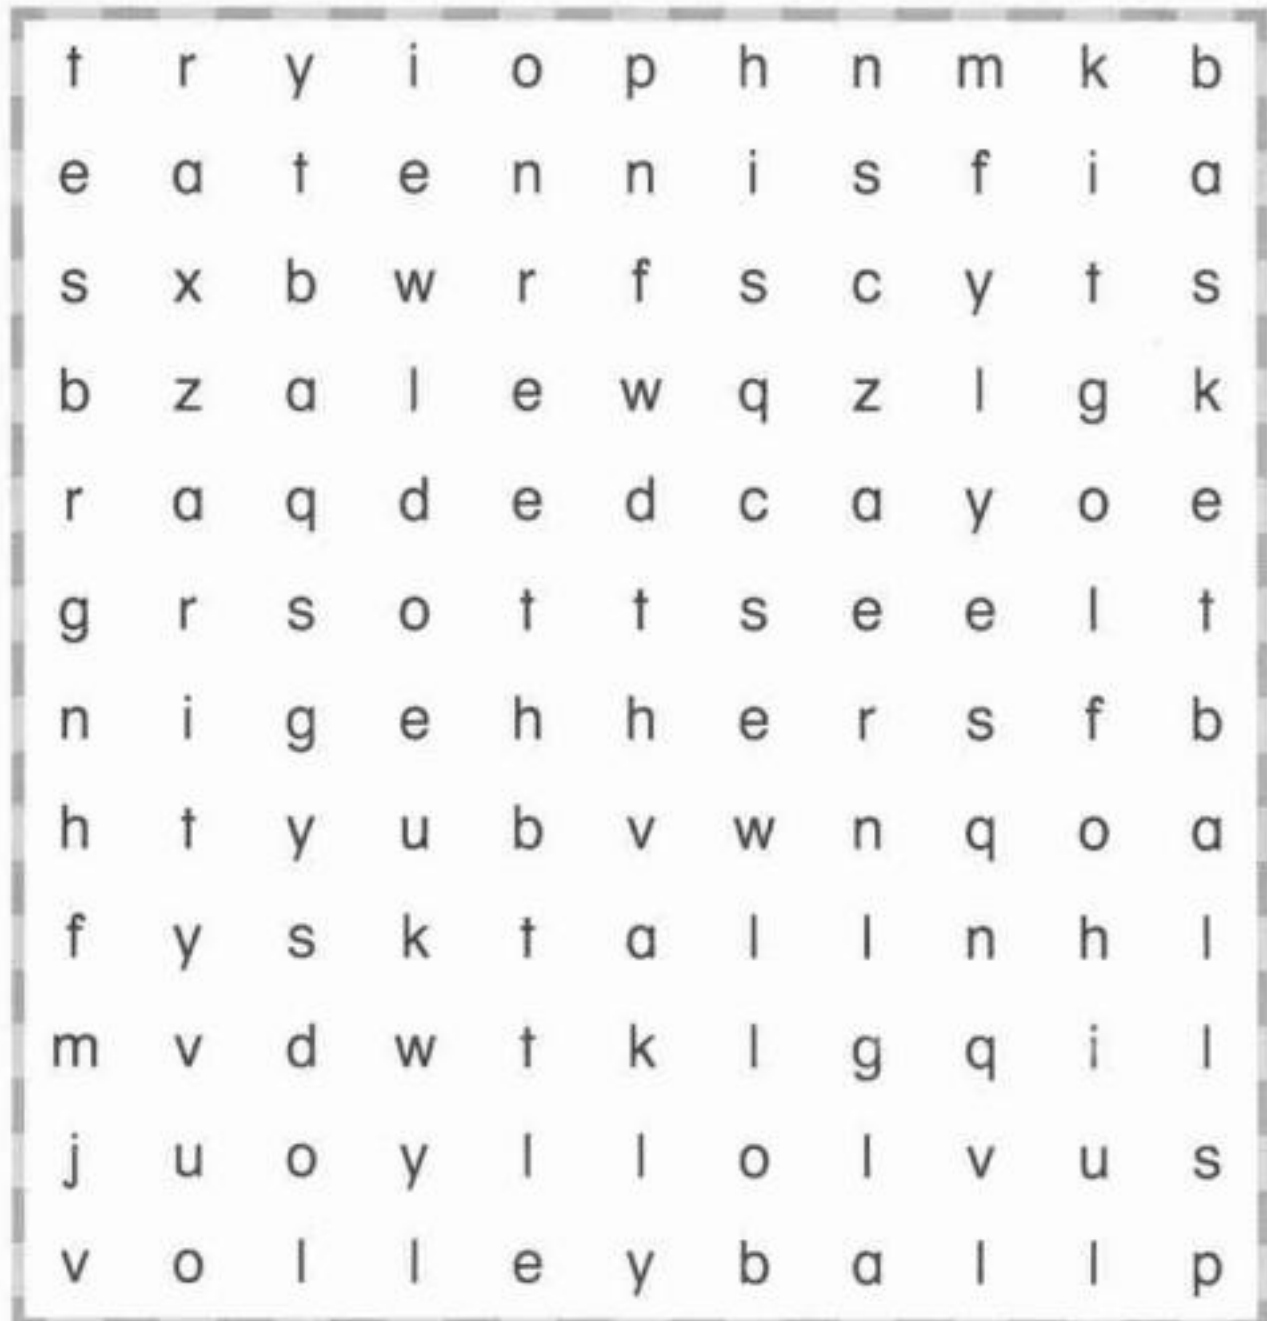 t r y i o p h n m k b
e a t e n n i s f i a
s x b w r f s c y t s
b z a l e w q z l g k
r a q d e d c a y o e
g r s o t t s e e l t
n i g e h h e r s f b
h t y u b v w n q o a
f y s k t a l l n h l
m v d w t k l g q i l
j u o y l l o l v u s
v o l l e y b a l l p